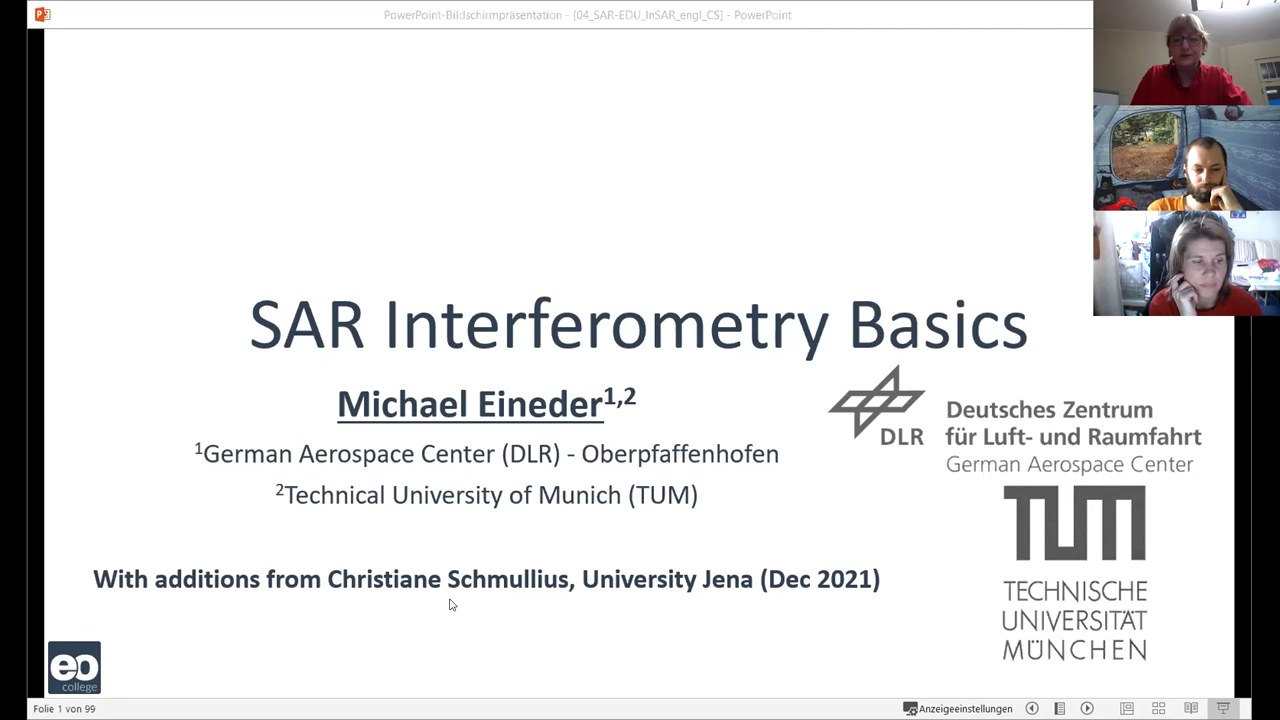 PowerPoint-Bildschirmpräsentation - [04_SAR-EDU_InSAR_engl_CS] - PowerPoint
SAR Interferometry Basics
Michael Eineder1,2
1German Aerospace Center (DLR) - Oberpfaffenhofen
2Technical University of Munich (TUM)
With additions from Christiane Schmullius, University Jena (Dec 2021)
DLR
Deutsches Zentrum
für Luft- und Raumfahrt
German Aerospace Center
TUM
TECHNISCHE
UNIVERSITÄT
MÜNCHEN
eo
college
Folie 1 von 99
Anzeigeeinstellungen